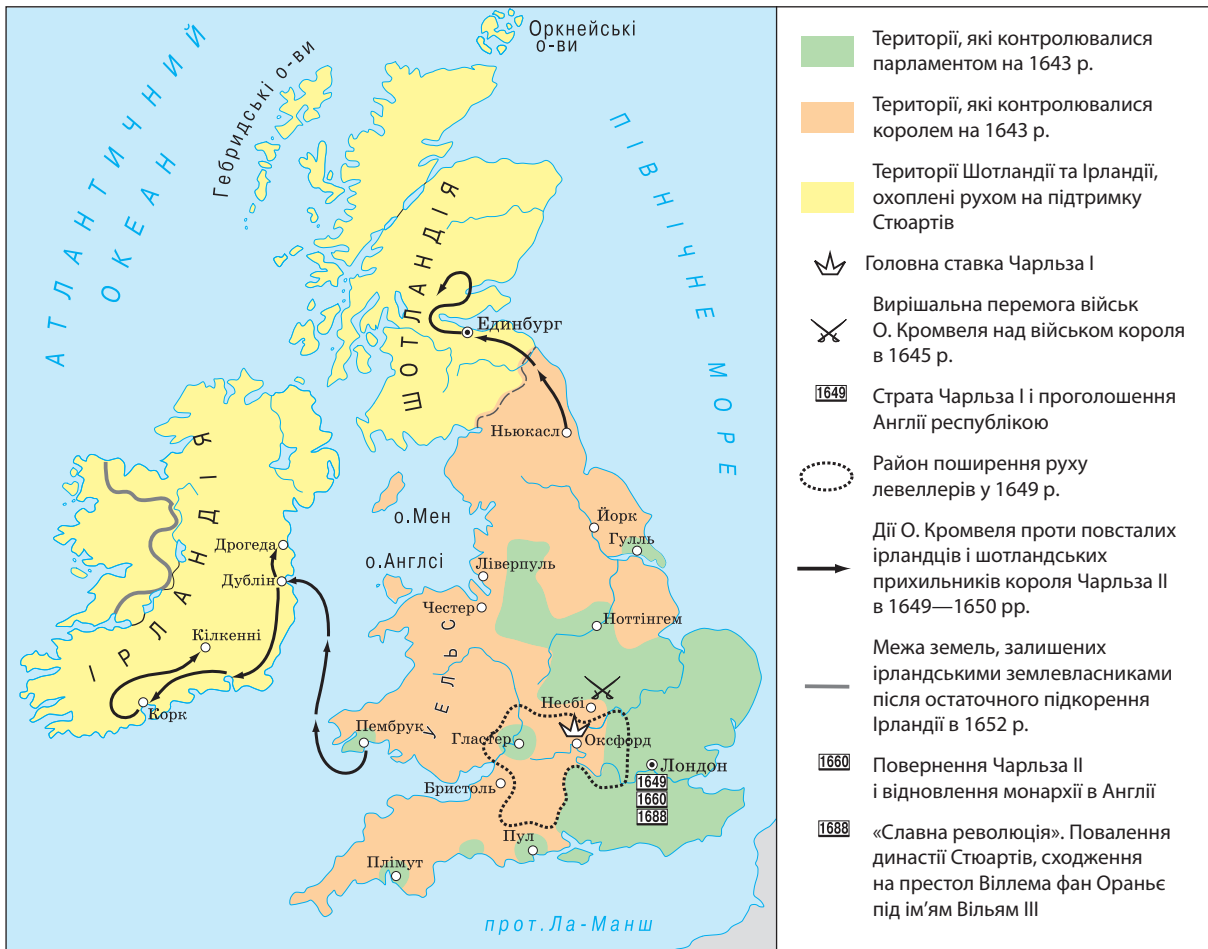 Оркнейські
о-ви
Гебридські о-ви
АТЛАНТИЧНИЙ
ОКЕАН
ПІВНІЧНЕ МОРЕ
ШОТЛАНДІЯ
Единбург
Ньюкасл
ІРЛАНДІЯ
о.Мен
Йорк
Гулль
Дрогеда
о.Англсі
Ліверпуль
Дублін
Честер
Ноттінгем
Кілкенні
УЕЛЬС
Корк
Несбі
Пембрук
Гластер
Оксфорд
Лондон
Бристоль
1649
1660
1688
Пул
Плімут
прот.Ла-Манш
Території, які контролювалися
парламентом на 1643 р.
Території, які контролювалися
королем на 1643 р.
Території Шотландії та Ірландії,
охоплені рухом на підтримку
Стюартів
Головна ставка Чарльза І
Вирішальна перемога військ
О. Кромвеля над військом короля
в 1645 р.
1649 Страта Чарльза І і проголошення
Англії республікою
Район поширення руху
левеллерів у 1649 р.
Дії О. Кромвеля проти повсталих
ірландців і шотландських
прихильників короля Чарльза ІІ
в 1649—1650 рр.
Межа земель, залишених
ірландськими землевласниками
після остаточного підкорення
Ірландії в 1652 р.
1660 Повернення Чарльза ІІ
і відновлення монархії в Англії
1688 «Славна революція». Повалення
династії Стюартів, сходження
на престол Віллема фан Ораньє
під ім’ям Вільям ІІІ